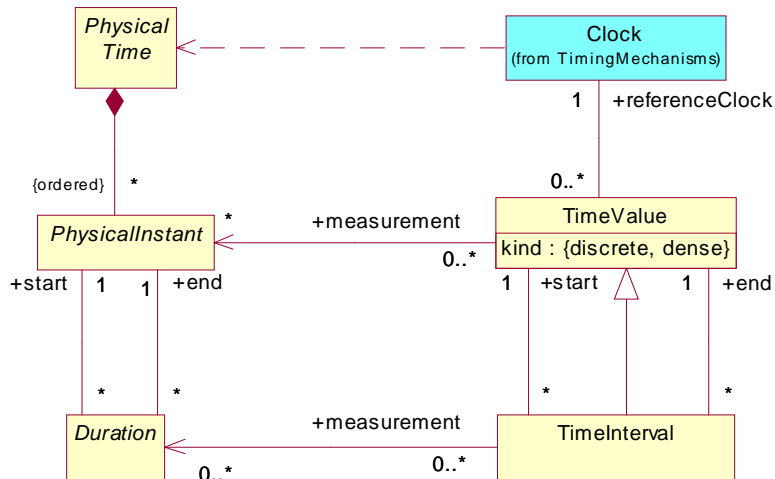 Physical
Time
Clock
(from TimingMechanisms)
1
+referenceClock
{ordered}
*
0..*
PhysicalInstant
*
+measurement
0..*
TimeValue
kind : {discrete, dense}
+start
1
1
+end
1
+start
1
+end
*
*
*
*
Duration
+measurement
0..*
0..*
TimeInterval